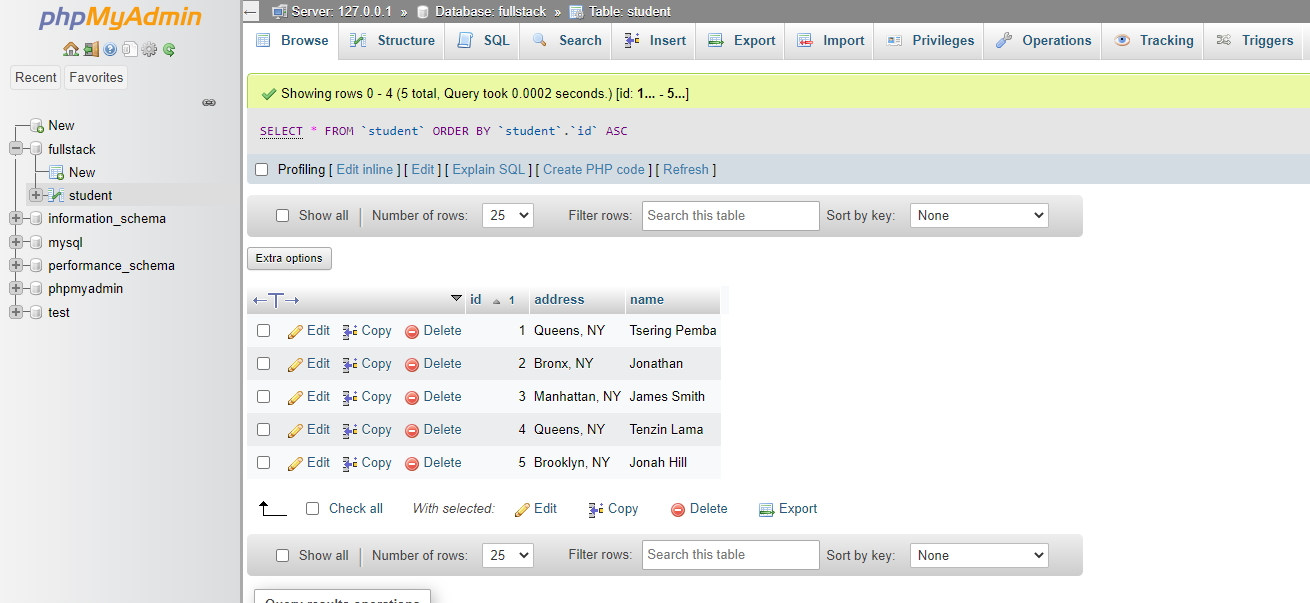 phpMyAdmin
Recent Favorites
New
fullstack
New
student
information_schema
mysql
performance_schema
phpmyadmin
test
Server: 127.0.0.1 » Database: fullstack » Table: student
Browse Structure SQL Search Insert Export Import Privileges Operations Tracking Triggers
Showing rows 0 - 4 (5 total, Query took 0.0002 seconds.) [id: 1... - 5...]
SELECT * FROM `student` ORDER BY `student`.`id` ASC
Profiling [ Edit inline ] [ Edit ] [ Explain SQL ] [ Create PHP code ] [ Refresh ]
Show all | Number of rows: 25 Filter rows: Search this table Sort by key: None
Extra options
←T→ id 1 address name
Edit Copy Delete 1 Queens, NY Tsering Pemba
Edit Copy Delete 2 Bronx, NY Jonathan
Edit Copy Delete 3 Manhattan, NY James Smith
Edit Copy Delete 4 Queens, NY Tenzin Lama
Edit Copy Delete 5 Brooklyn, NY Jonah Hill
Check all With selected: Edit Copy Delete Export
Show all | Number of rows: 25 Filter rows: Search this table Sort by key: None
Query results operations